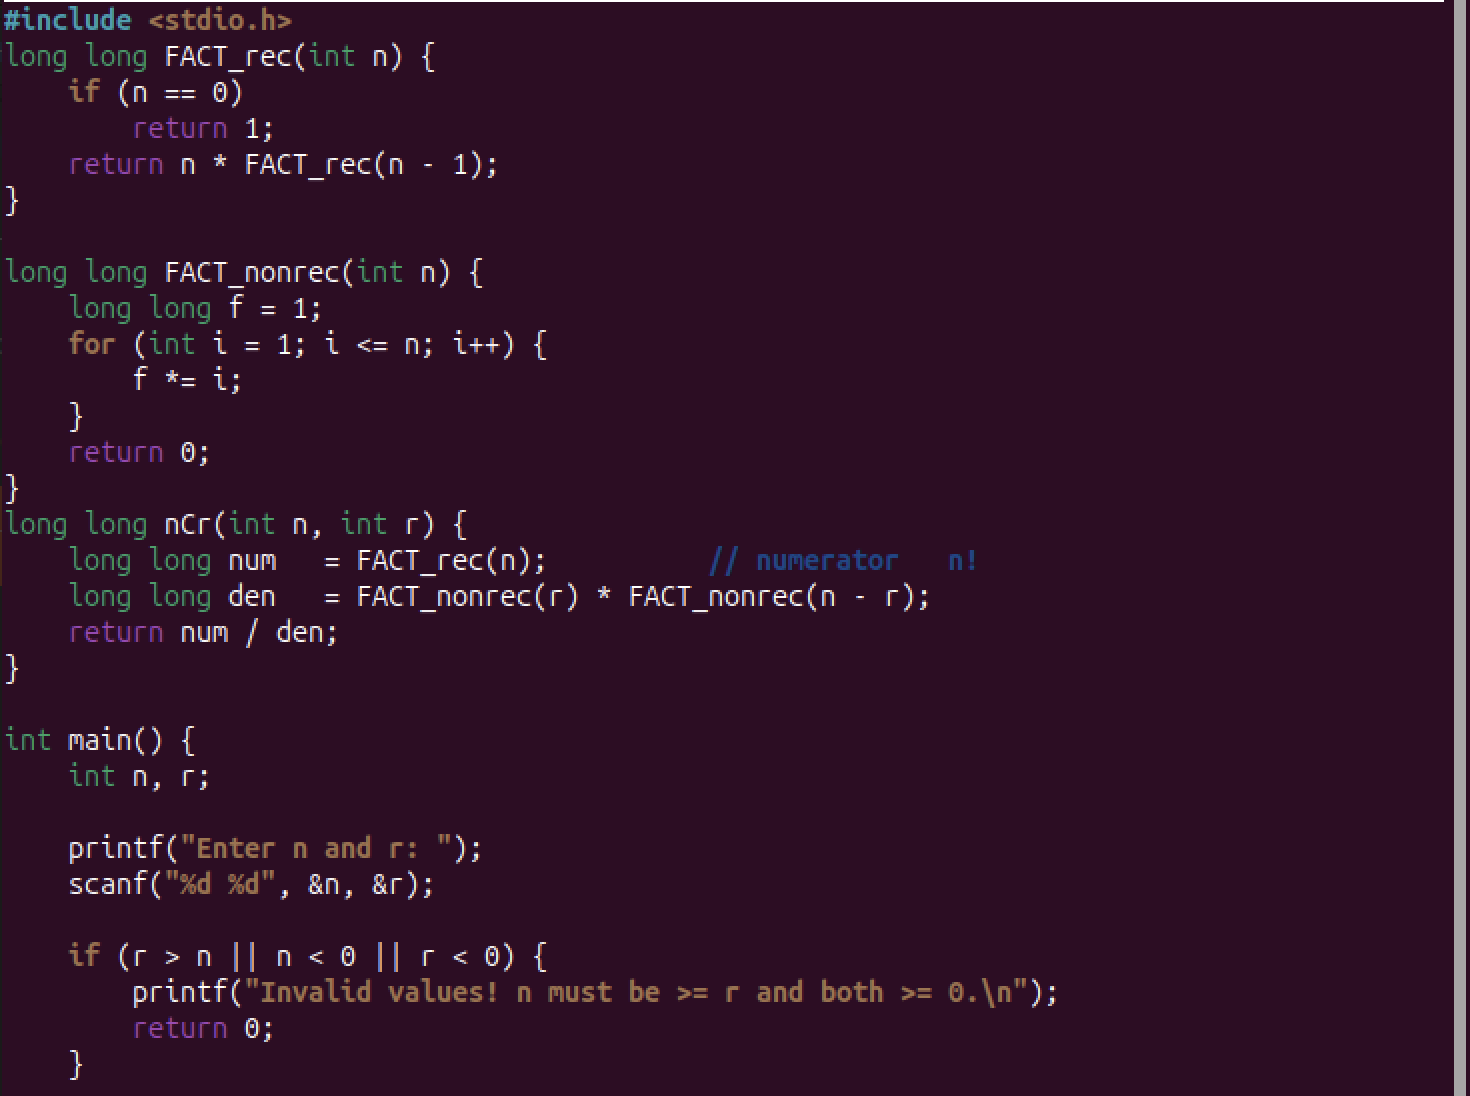 #include <stdio.h>
long long FACT_rec(int n) {
    if (n == 0)
        return 1;
    return n * FACT_rec(n - 1);
}

long long FACT_nonrec(int n) {
    long long f = 1;
    for (int i = 1; i <= n; i++) {
        f *= i;
    }
    return 0;
}
long long nCr(int n, int r) {
    long long num   = FACT_rec(n);          // numerator   n!
    long long den   = FACT_nonrec(r) * FACT_nonrec(n - r);
    return num / den;
}

int main() {
    int n, r;

    printf("Enter n and r: ");
    scanf("%d %d", &n, &r);

    if (r > n || n < 0 || r < 0) {
        printf("Invalid values! n must be >= r and both >= 0.\n");
        return 0;
    }